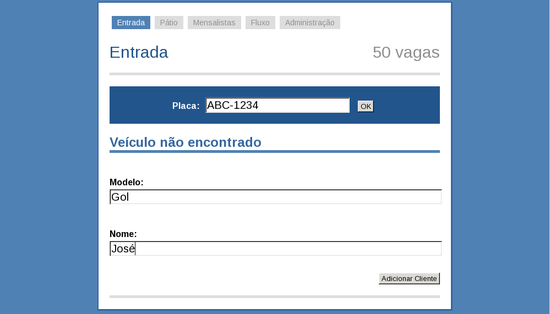 Entrada Pátio Mensalistas Fluxo Administração
Entrada 50 vagas
Placa: ABC-1234 OK
Veículo não encontrado
Modelo:
Gol
Nome:
José
Adicionar Cliente